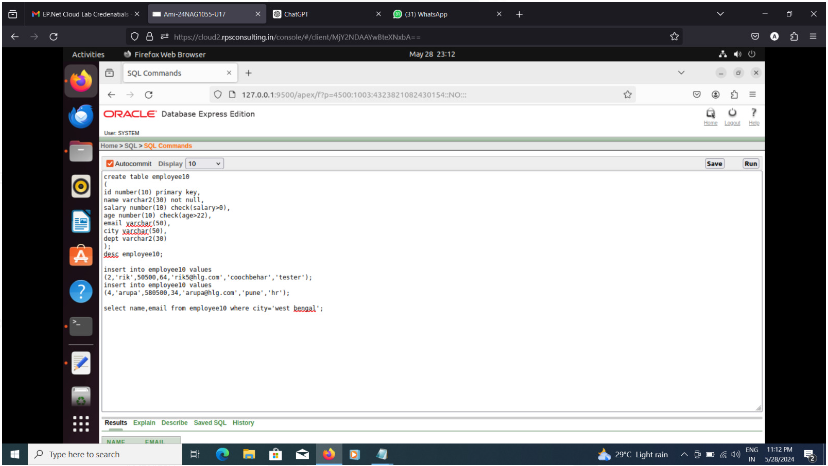 EP.Net Cloud Lab Credenatials
Ami-24NAG1055-U17
ChatGPT
(31) WhatsApp
https://cloud2.rpsconsulting.in/console/#/client/MjY2NDAAYwBteXNxbA==
Activities
Firefox Web Browser
May 28 23:12
SQL Commands
127.0.0.1:9500/apex/f?p=4500:1003:4323821082430154::NO:::
ORACLE Database Express Edition
Home
Logout
Help
User: SYSTEM
Home > SQL > SQL Commands
Autocommit Display 10
Save
Run
create table employee10
(
id number(10) primary key,
name varchar2(30) not null,
salary number(10) check(salary>0),
age number(10) check(age>22),
email varchar(50),
city varchar(50),
dept varchar2(30)
);
desc employee10;
insert into employee10 values
(2,'rik',50500,64,'rik5@hlg.com','coochbehar','tester');
insert into employee10 values
(4,'arupa',580500,34,'arupa@hlg.com','pune','hr');
select name,email from employee10 where city='west bengal';
Results Explain Describe Saved SQL History
NAME EMAIL
Type here to search
29°C Light rain
ENG
IN
11:12 PM
5/28/2024
2